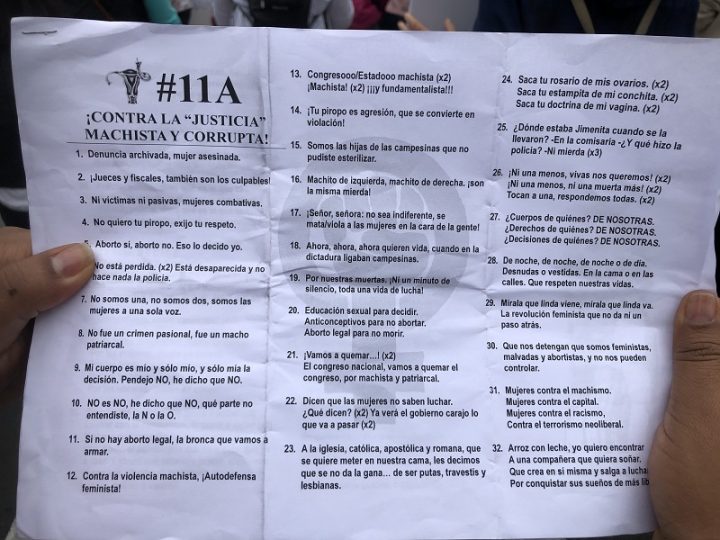 #11A
¡CONTRA LA “JUSTICIA”
MACHISTA Y CORRUPTA!
1. Denuncia archivada, mujer asesinada.
2. ¡Jueces y fiscales, también son los culpables!
3. Ni victimas ni pasivas, mujeres combativas.
4. No quiero tu piropo, exijo tu respeto.
5. Aborto sí, aborto no. Eso lo decido yo.
No está perdida. (x2) Está desaparecida y no
hace nada la policía.
7. No somos una, no somos dos, somos las
mujeres a una sola voz.
8. No fue un crimen pasional, fue un macho
patriarcal.
9. Mi cuerpo es mío y sólo mío, y sólo mia la
decisión. Pendejo NO, he dicho que NO.
10. NO es NO, he dicho que NO, qué parte no
entendiste, la N o la O.
11. Si no hay aborto legal, la bronca que vamos a
armar.
12. Contra la violencia machista, ¡Autodefensa
feminista!
13. Congresooo/Estadooo machista (x2)
¡Machista! (x2) ¡¡¡y fundamentalista!!!
14. ¡Tu piropo es agresión, que se convierte en
violación!
15. Somos las hijas de las campesinas que no
pudiste esterilizar.
16. Machito de izquierda, machito de derecha. ¡son
la misma mierda!
17. ¡Señor, señora: no sea indiferente, se
mata/viola a las mujeres en la cara de la gente!
18. Ahora, ahora, ahora quieren vida, cuando en la
dictadura ligaban campesinas.
19. Por nuestras muertas. ¡Ni un minuto de
silencio, toda una vida de lucha!
20. Educación sexual para decidir.
Anticonceptivos para no abortar.
Aborto legal para no morir.
21. ¡Vamos a quemar…! (x2)
El congreso nacional, vamos a quemar el
congreso, por machista y patriarcal.
22. Dicen que las mujeres no saben luchar.
¿Qué dicen? (x2) Ya verá el gobierno carajo lo
que va a pasar (x2)
23. A la iglesia, católica, apostólica y romana, que
se quiere meter en nuestra cama, les decimos
que se no da la gana… de ser putas, travestis y
lesbianas.
24. Saca tu rosario de mis ovarios. (x2)
Saca tu estampita de mi conchita. (x2)
Saca tu doctrina de mi vagina. (x2)
25. ¿Dónde estaba Jimenita cuando se la
llevaron? -En la comisaria -¿Y qué hizo la
policía? -Ni mierda (x3)
26. ¡Ni una menos, vivas nos queremos! (x2)
¡Ni una menos, ni una muerta más! (x2)
Tocan a una, respondemos todas. (x2)
27. ¿Cuerpos de quiénes? DE NOSOTRAS.
¿Derechos de quiénes? DE NOSOTRAS.
¿Decisiones de quiénes? DE NOSOTRAS.
28. De noche, de noche, de noche o de día.
Desnudas o vestidas. En la cama o en las
calles. Que respeten nuestras vidas.
29. Mírala que linda viene, mírala que linda va.
La revolución feminista que no da ni un
paso atrás.
30. Que nos detengan que somos feministas,
malvadas y abortistas, y no nos pueden
controlar.
31. Mujeres contra el machismo.
Mujeres contra el capital.
Mujeres contra el racismo,
Contra el terrorismo neoliberal.
32. Arroz con leche, yo quiero encontrar
A una compañera que quiera soñar.
Que crea en si misma y salga a lucha
Por conquistar sus sueños de más lib